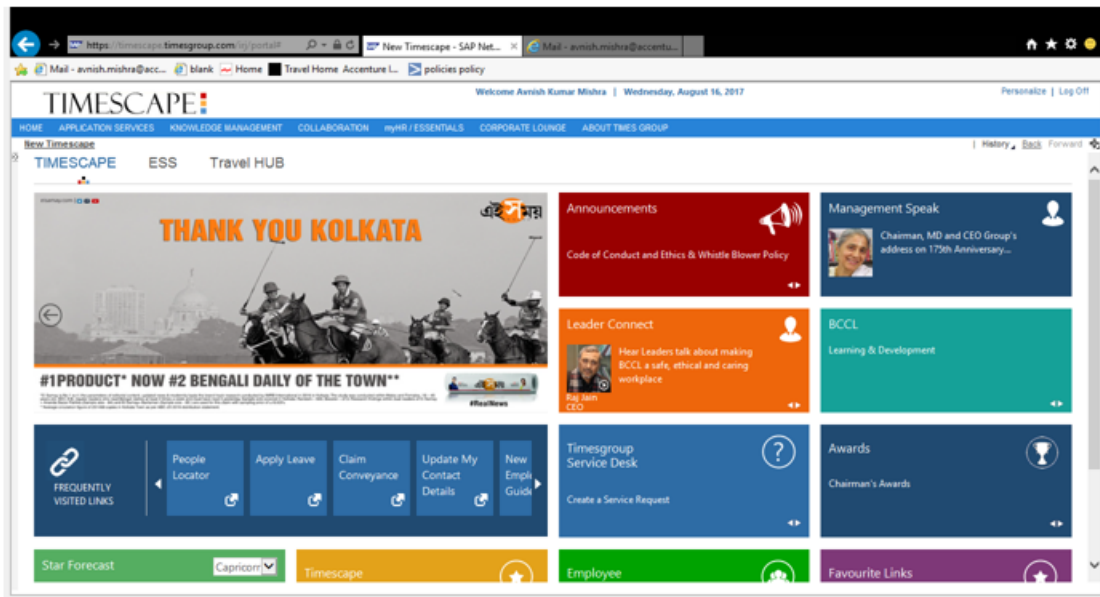 https://timescape.timesgroup.com/irj/portal#
New Timescape - SAP Net...
Mail - avnish.mishra@accentu...
Mail - avnish.mishra@acc...
blank
Home
Travel Home Accenture I...
policies policy
TIMESCAPE
Welcome Avnish Kumar Mishra | Wednesday, August 16, 2017
Personalize | Log Off
HOME APPLICATION SERVICES KNOWLEDGE MANAGEMENT COLLABORATION myHR / ESSENTIALS CORPORATE LOUNGE ABOUT TIMES GROUP
New Timescape
| History Back Forward
TIMESCAPE ESS Travel HUB
এই সময়
THANK YOU KOLKATA
#1PRODUCT* NOW #2 BENGALI DAILY OF THE TOWN**
#RealNews
Announcements
Code of Conduct and Ethics & Whistle Blower Policy
Management Speak
Chairman, MD and CEO Group's
address on 175th Anniversary...
Leader Connect
Hear Leaders talk about making
BCCL a safe, ethical and caring
workplace
Raj Jain
CEO
BCCL
Learning & Development
FREQUENTLY
VISITED LINKS
People
Locator
Apply Leave
Claim
Conveyance
Update My
Contact
Details
New
Empl
Guide
Timesgroup
Service Desk
Create a Service Request
Awards
Chairman's Awards
Star Forecast
Capricorr
Timescape
Employee
Favourite Links